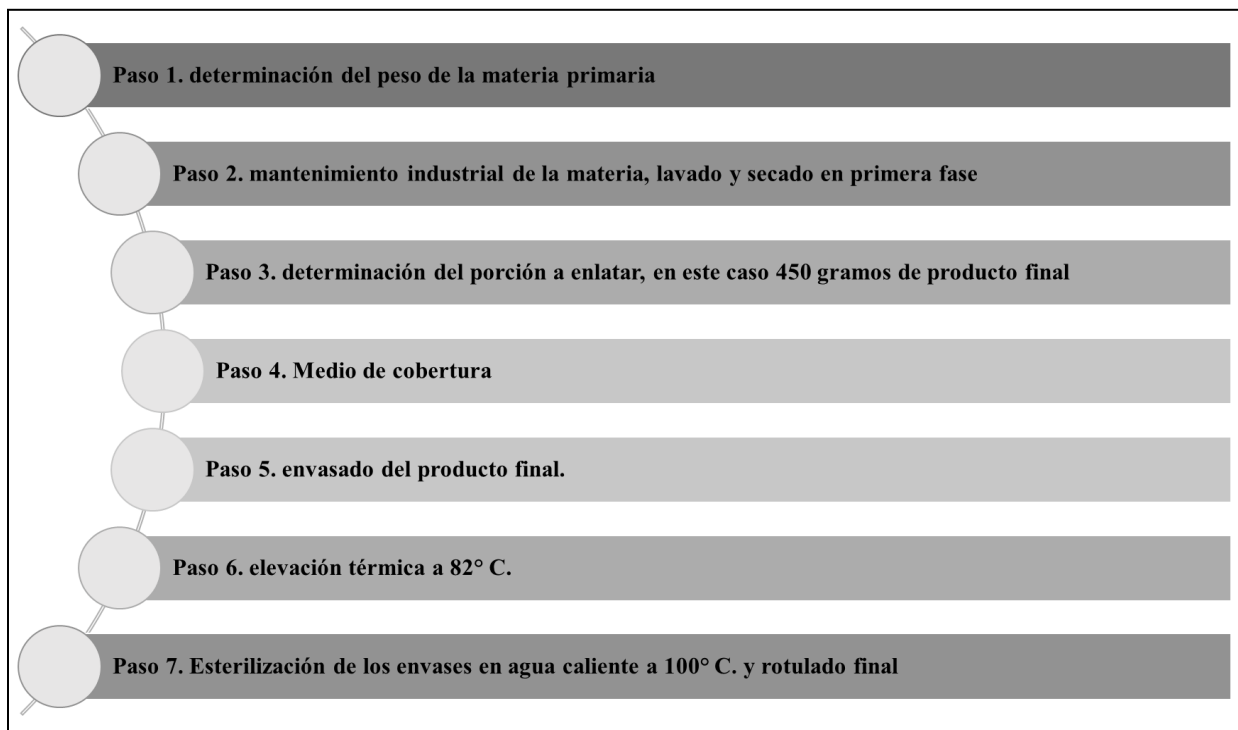 Paso 1. determinación del peso de la materia primaria
Paso 2. mantenimiento industrial de la materia, lavado y secado en primera fase
Paso 3. determinación del porción a enlatar, en este caso 450 gramos de producto final
Paso 4. Medio de cobertura
Paso 5. envasado del producto final.
Paso 6. elevación térmica a 82° C.
Paso 7. Esterilización de los envases en agua caliente a 100° C. y rotulado final